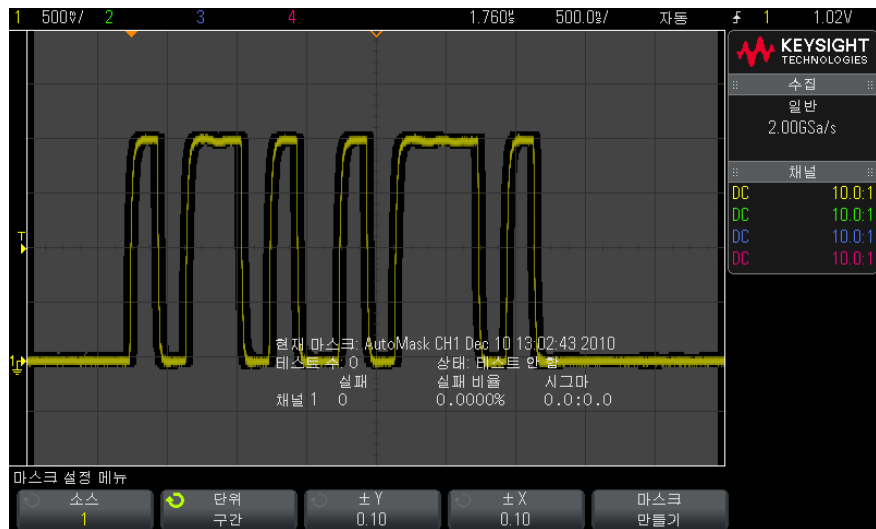 1 500㎷/ 2 3 4 1.760㎲ 500.0㎱/ 자동 1 1.02V
KEYSIGHT
TECHNOLOGIES
수집
일반
2.00GSa/s
채널
DC 10.0:1
DC 10.0:1
DC 10.0:1
DC 10.0:1
T
1
현재 마스크: AutoMask CH1 Dec 10 13:02:43 2010
테스트 수: 0 상태: 테스트 안 함
실패 실패 비율 시그마
채널 1 0 0.0000% 0.0:0.0
마스크 설정 메뉴
소스 단위 ±Y ±X 마스크
1 구간 0.10 0.10 만들기